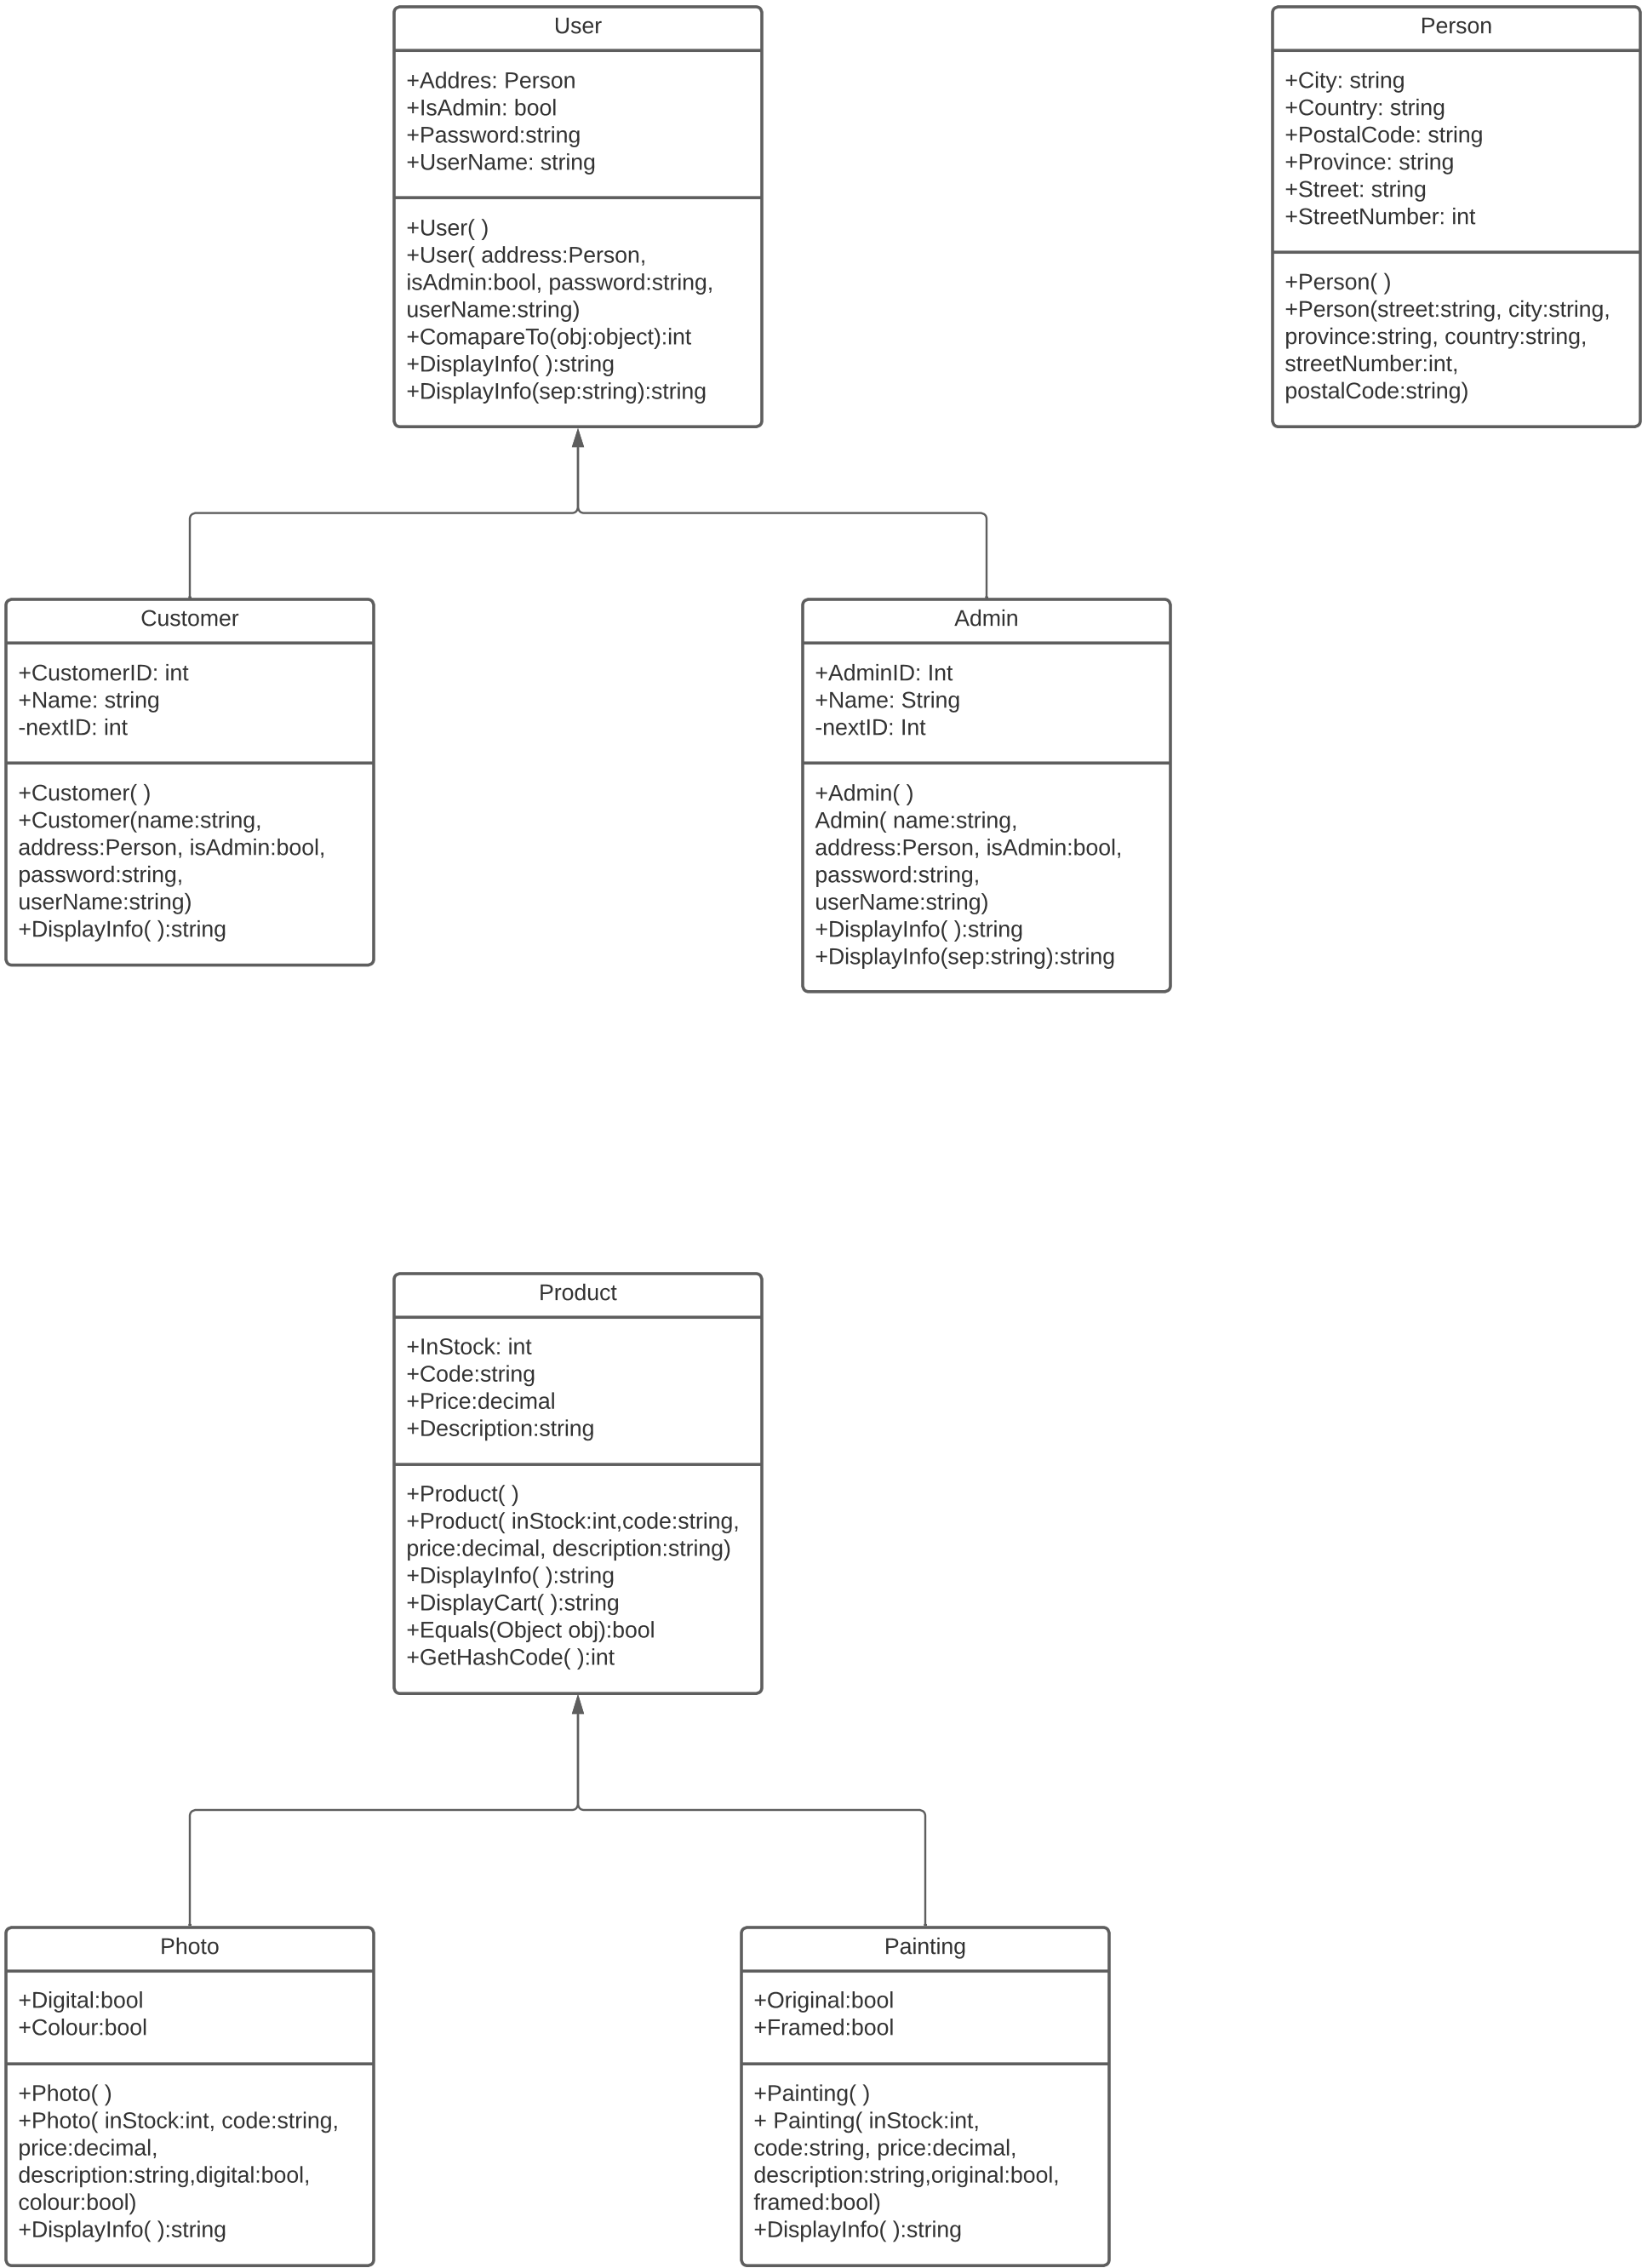 User
+Addres: Person
+IsAdmin: bool
+Password:string
+UserName: string
+User( )
+User( address:Person,
isAdmin:bool, password:string,
userName:string)
+ComapareTo(obj:object):int
+DisplayInfo( ):string
+DisplayInfo(sep:string):string
Person
+City: string
+Country: string
+PostalCode: string
+Province: string
+Street: string
+StreetNumber: int
+Person( )
+Person(street:string, city:string,
province:string, country:string,
streetNumber:int,
postalCode:string)
Customer
+CustomerID: int
+Name: string
-nextID: int
+Customer( )
+Customer(name:string,
address:Person, isAdmin:bool,
password:string,
userName:string)
+DisplayInfo( ):string
Admin
+AdminID: Int
+Name: String
-nextID: Int
+Admin( )
Admin( name:string,
address:Person, isAdmin:bool,
password:string,
userName:string)
+DisplayInfo( ):string
+DisplayInfo(sep:string):string
Product
+InStock: int
+Code:string
+Price:decimal
+Description:string
+Product( )
+Product( inStock:int,code:string,
price:decimal, description:string)
+DisplayInfo( ):string
+DisplayCart( ):string
+Equals(Object obj):bool
+GetHashCode( ):int
Photo
+Digital:bool
+Colour:bool
+Photo( )
+Photo( inStock:int, code:string,
price:decimal,
description:string,digital:bool,
colour:bool)
+DisplayInfo( ):string
Painting
+Original:bool
+Framed:bool
+Painting( )
+ Painting( inStock:int,
code:string, price:decimal,
description:string,original:bool,
framed:bool)
+DisplayInfo( ):string